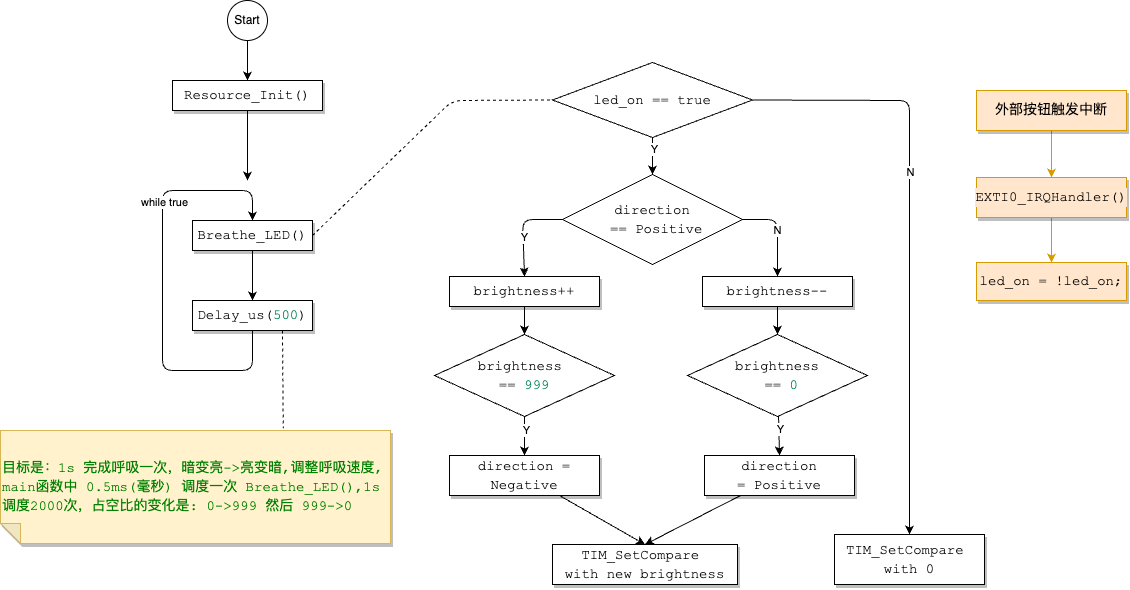 Start
Resource_Init()
while true
Breathe_LED()
Delay_us(500)
目标是：1s 完成呼吸一次，暗变亮->亮变暗,调整呼吸速度,
main函数中 0.5ms(毫秒) 调度一次 Breathe_LED(),1s
调度2000次，占空比的变化是: 0->999 然后 999->0
led_on == true
Y
N
direction
== Positive
Y
N
brightness++
brightness--
brightness
== 999
brightness
== 0
Y
Y
direction =
Negative
direction
= Positive
TIM_SetCompare
with new brightness
TIM_SetCompare
with 0
外部按钮触发中断
EXTI0_IRQHandler()
led_on = !led_on;